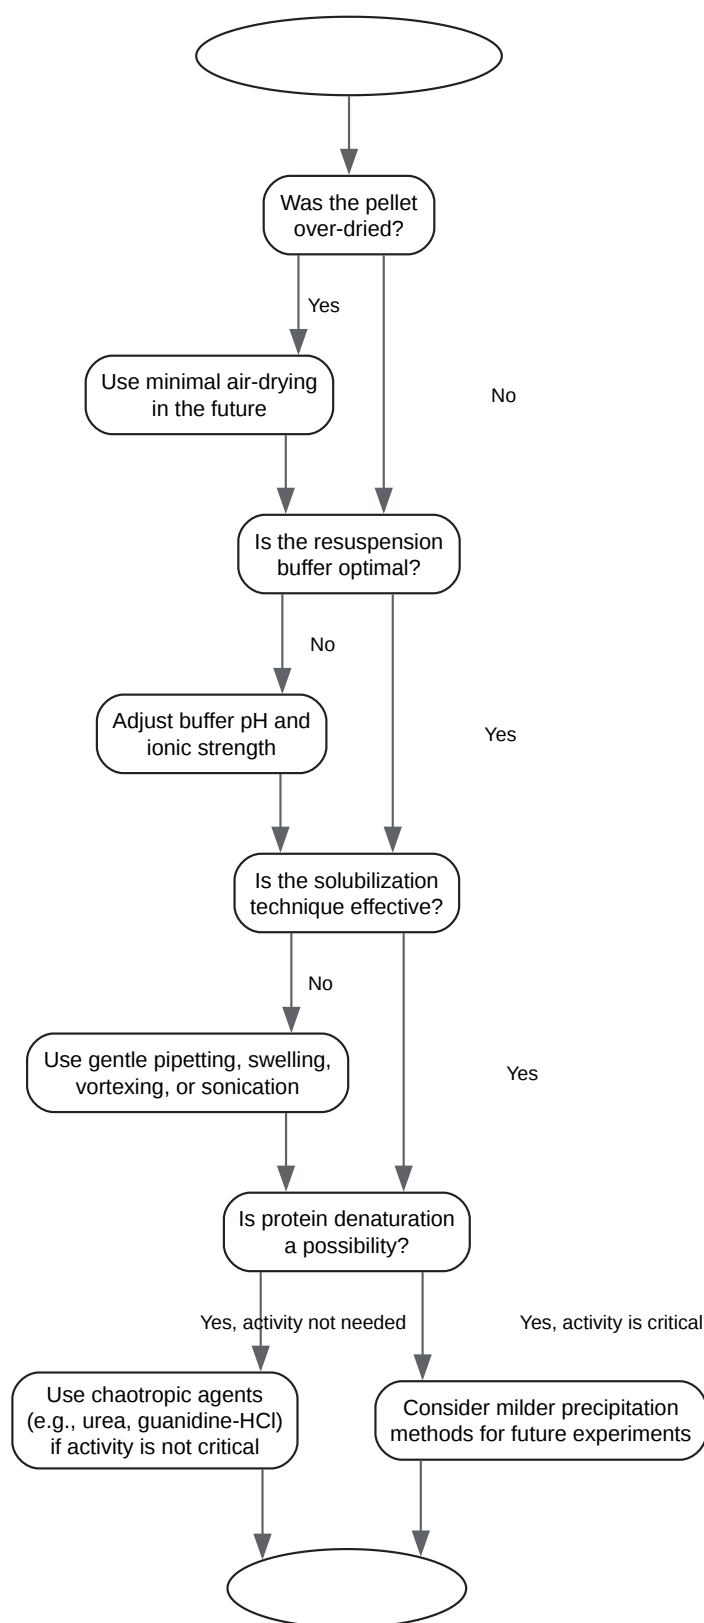 Was the pellet
over-dried?
Yes
Use minimal air-drying
in the future
No
Is the resuspension
buffer optimal?
No
Adjust buffer pH and
ionic strength
Yes
Is the solubilization
technique effective?
No
Use gentle pipetting, swelling,
vortexing, or sonication
Yes
Is protein denaturation
a possibility?
Yes, activity not needed
Yes, activity is critical
Use chaotropic agents
(e.g., urea, guanidine-HCl)
if activity is not critical
Consider milder precipitation
methods for future experiments